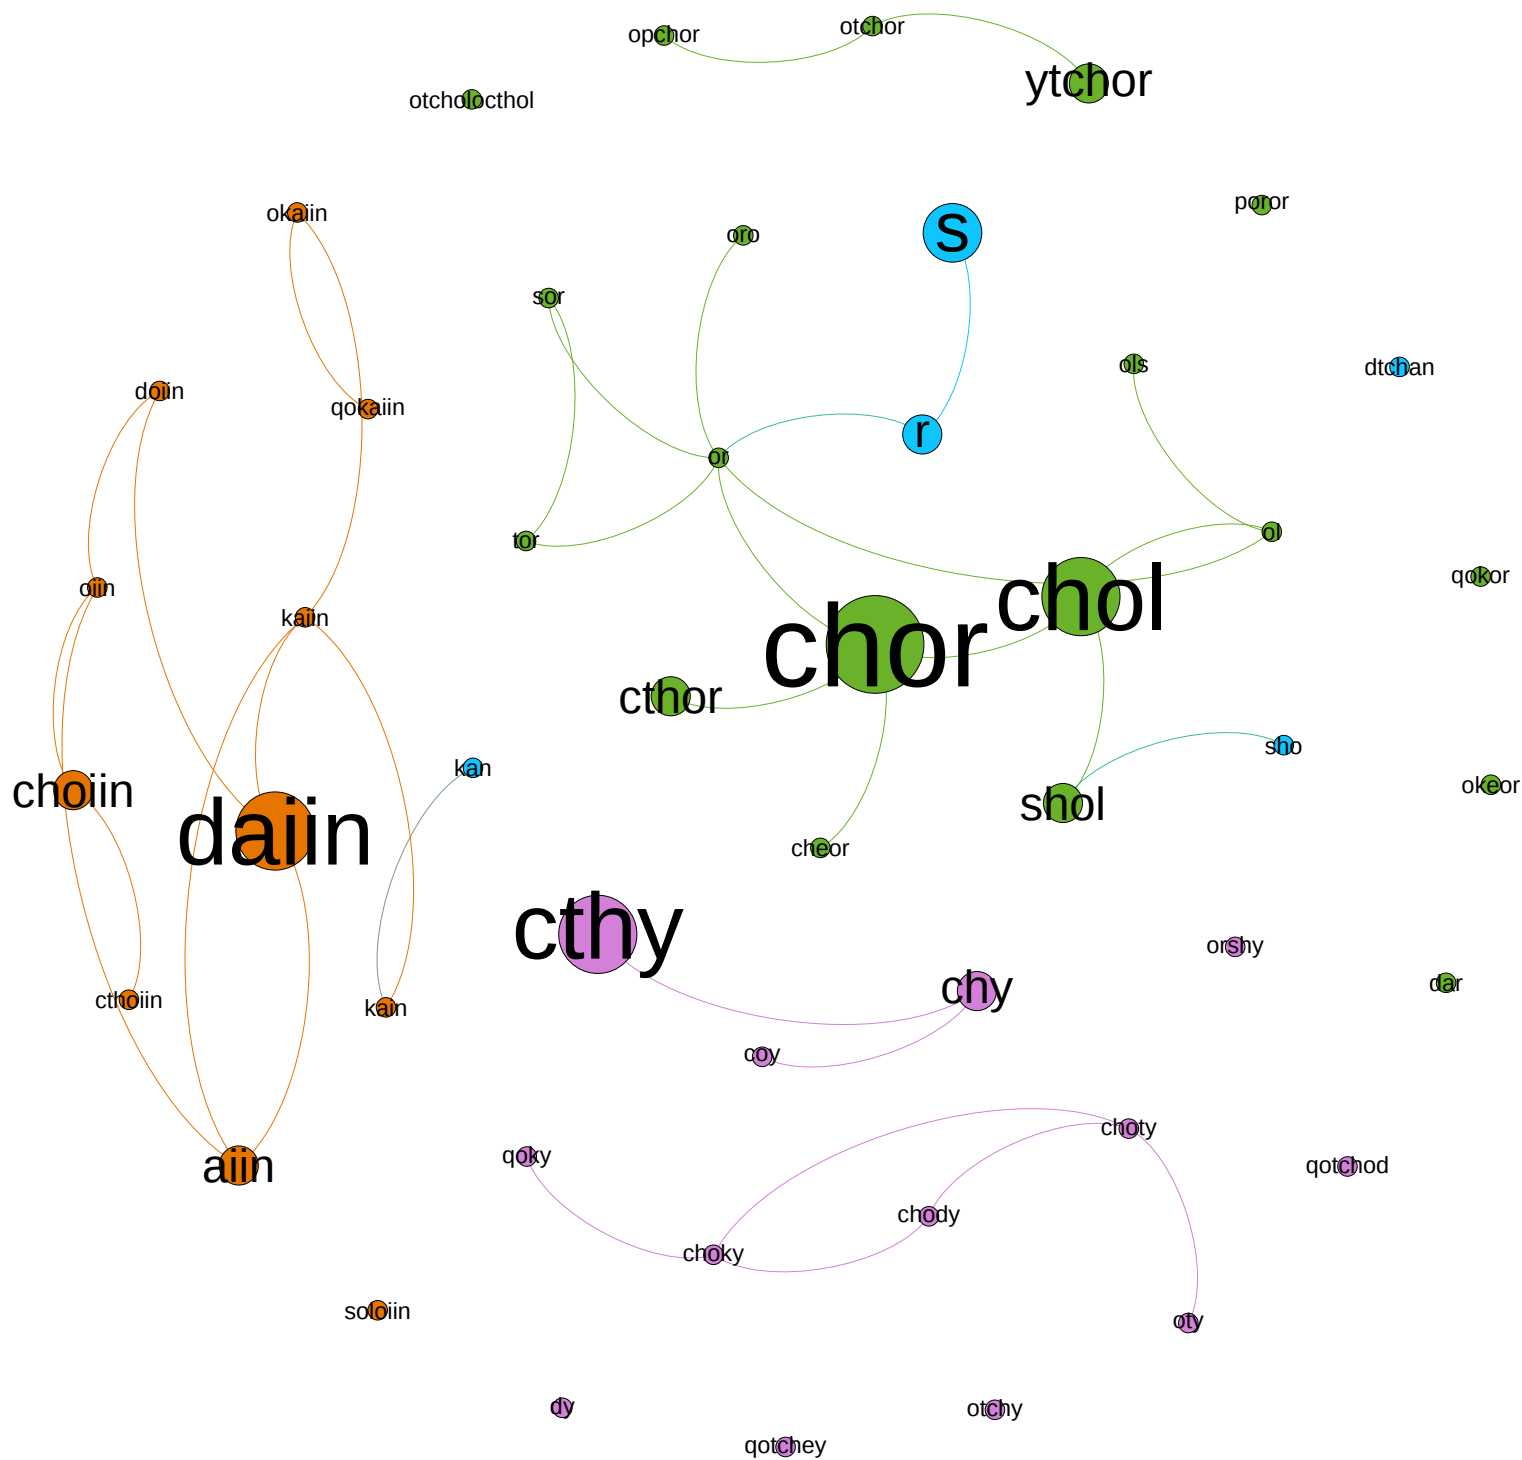 otchor
opchor
ytchor
otcholocthol
poror
okaiin
s
oro
sor
ols
dtchan
doiin
qokaiin
r
or
ol
tor
qokor
oiin
chol
kaiin
chor
cthor
sho
kan
okeor
choiin
shol
daiin
cheor
cthy
orshy
dar
chy
cthoiin
kain
coy
choty
qoky
aiin
qotchod
chody
choky
soloiin
oty
dy
otchy
qotchey